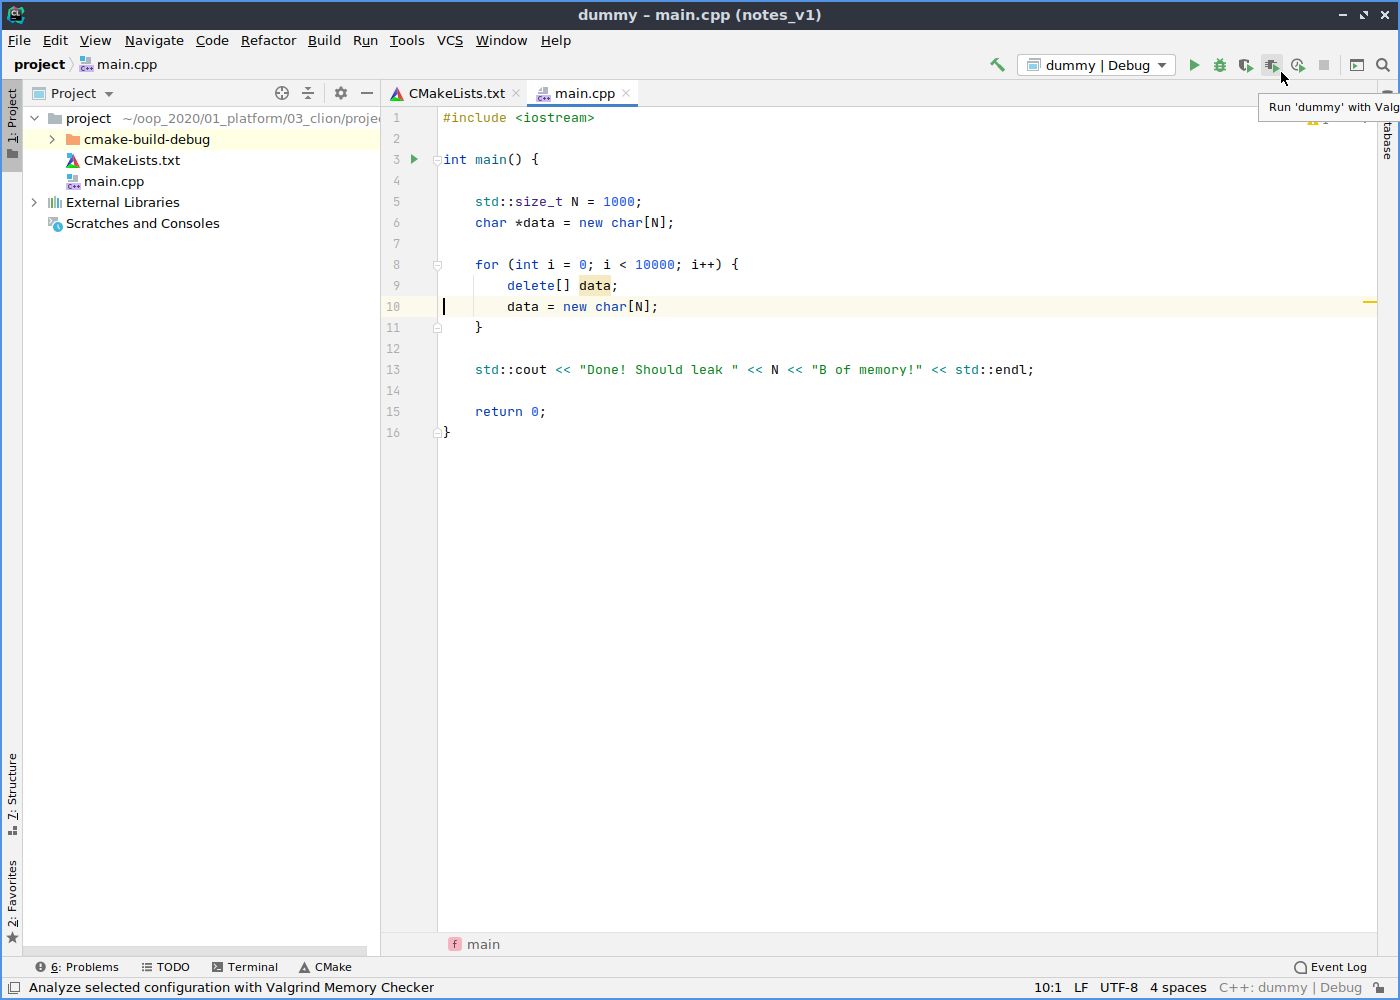 dummy – main.cpp (notes_v1)
File Edit View Navigate Code Refactor Build Run Tools VCS Window Help
project main.cpp
dummy | Debug
1: Project
Project
CMakeLists.txt
main.cpp
Run 'dummy' with Valg
project ~/oop_2020/01_platform/03_clion/projec
cmake-build-debug
CMakeLists.txt
main.cpp
External Libraries
Scratches and Consoles
1 #include <iostream>
2
3 int main() {
4
5 std::size_t N = 1000;
6 char *data = new char[N];
7
8 for (int i = 0; i < 10000; i++) {
9 delete[] data;
10 data = new char[N];
11 }
12
13 std::cout << "Done! Should leak " << N << "B of memory!" << std::endl;
14
15 return 0;
16 }
tabase
7: Structure
2: Favorites
f main
6: Problems TODO Terminal CMake Event Log
Analyze selected configuration with Valgrind Memory Checker 10:1 LF UTF-8 4 spaces C++: dummy | Debug